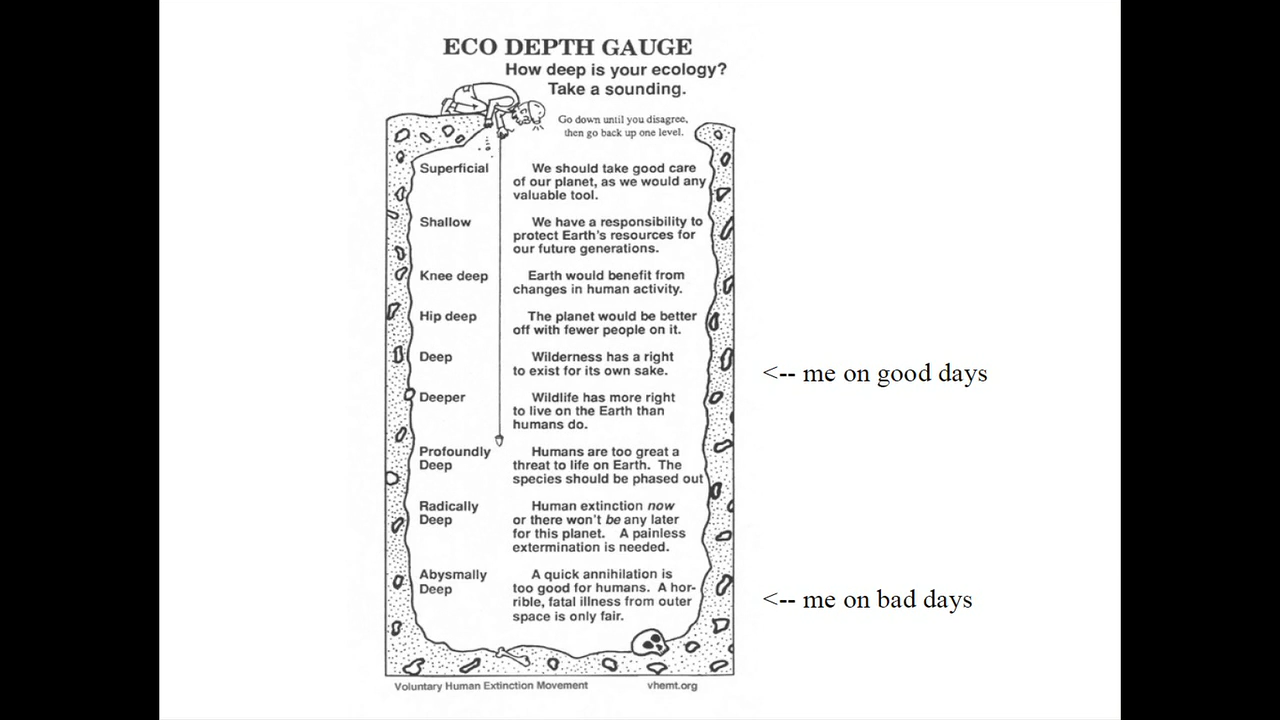 ECO DEPTH GAUGE
How deep is your ecology?
Take a sounding.
Go down until you disagree,
then go back up one level.
Superficial
We should take good care
of our planet, as we would any
valuable tool.
Shallow
We have a responsibility to
protect Earth's resources for
our future generations.
Knee deep
Earth would benefit from
changes in human activity.
Hip deep
The planet would be better
off with fewer people on it.
Deep
Wilderness has a right
to exist for its own sake.
<-- me on good days
Deeper
Wildlife has more right
to live on the Earth than
humans do.
Profoundly
Deep
Humans are too great a
threat to life on Earth. The
species should be phased out
Radically
Deep
Human extinction now
or there won't be any later
for this planet. A painless
extermination is needed.
Abysmally
Deep
A quick annihilation is
too good for humans. A hor-
rible, fatal illness from outer
space is only fair.
<-- me on bad days
Voluntary Human Extinction Movement
vhemt.org